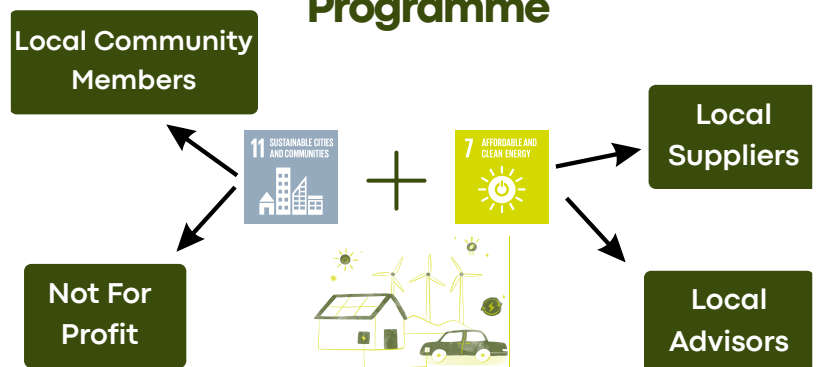 Programme
Local Community
Members
11 SUSTAINABLE CITIES
AND COMMUNITIES
7 AFFORDABLE AND
CLEAN ENERGY
Local
Suppliers
Not For
Profit
Local
Advisors